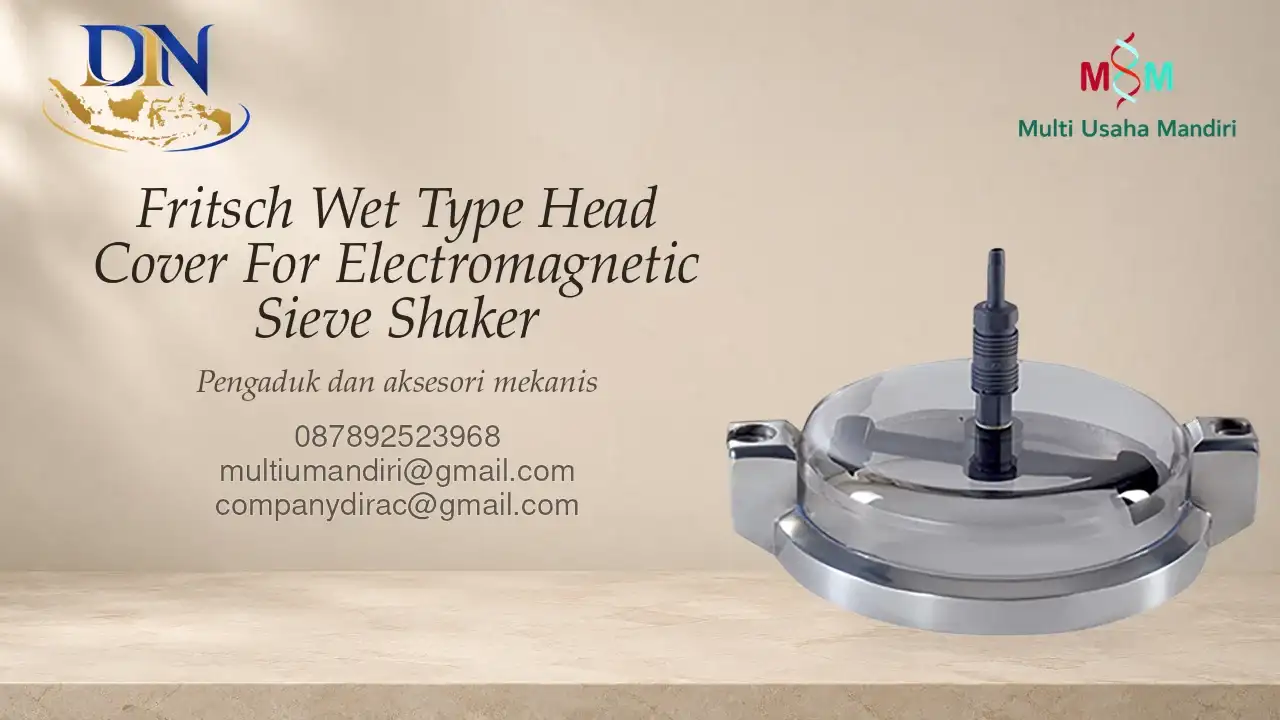 DN
M M
Multi Usaha Mandiri
Fritsch Wet Type Head
Cover For Electromagnetic
Sieve Shaker
Pengaduk dan aksesori mekanis
087892523968
multiumandiri@gmail.com
companydirac@gmail.com